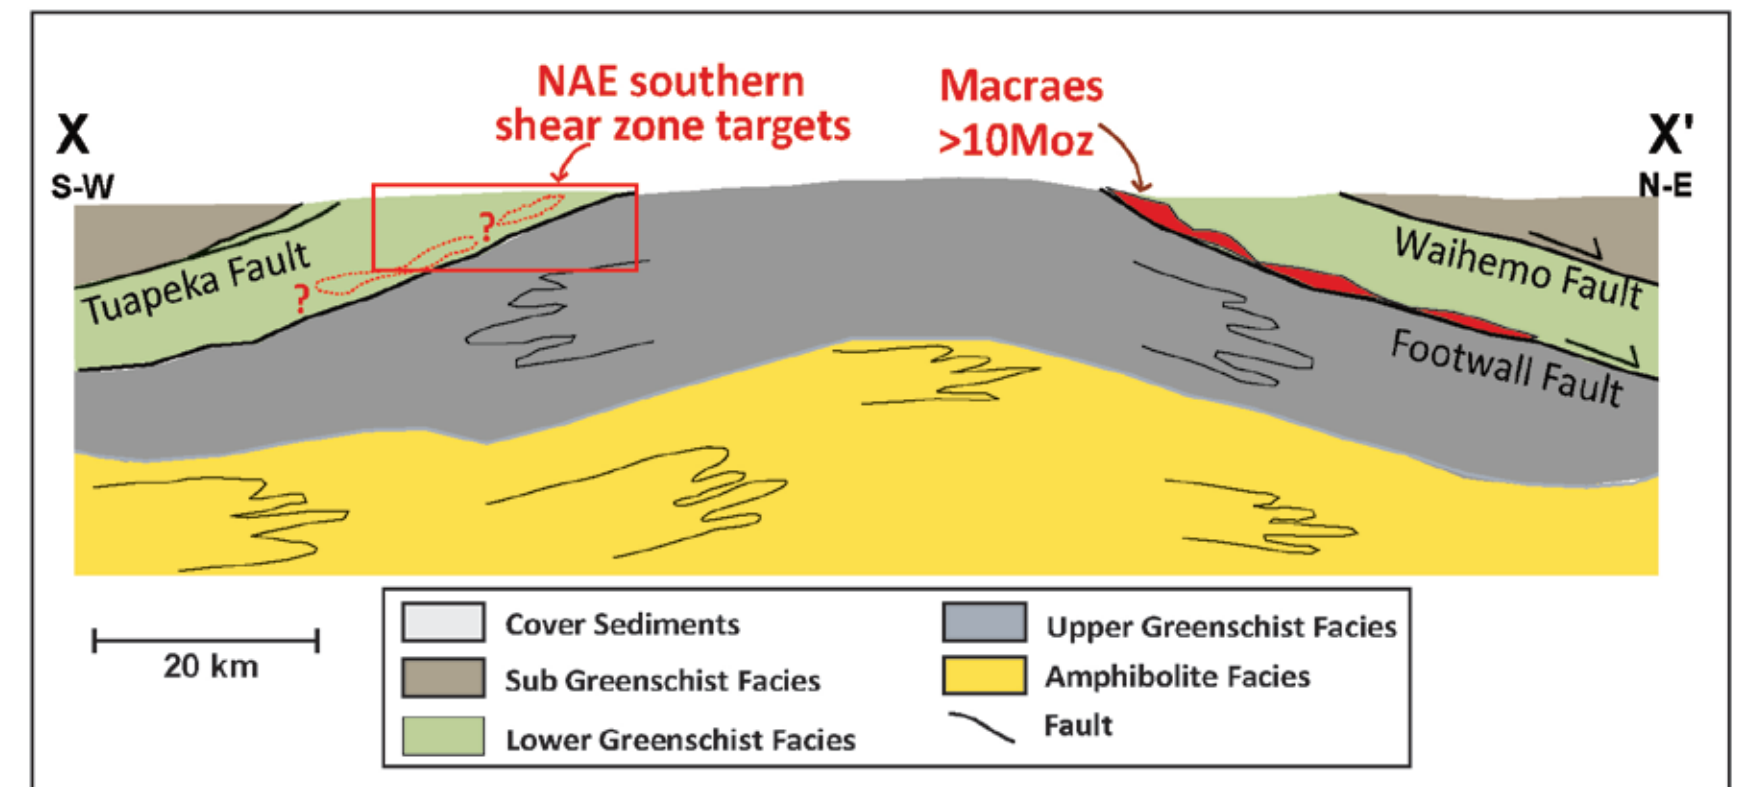 NAE southern
shear zone targets
Macraes
>10Moz
X
S-W
X'
N-E
Tuapeka Fault
?
?
Waihemo Fault
Footwall Fault
20 km
Cover Sediments
Sub Greenschist Facies
Lower Greenschist Facies
Upper Greenschist Facies
Amphibolite Facies
Fault